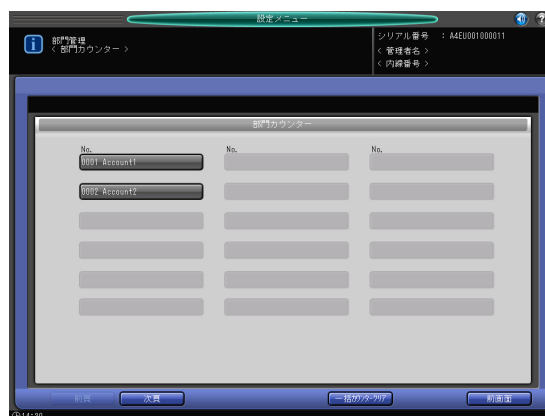 設定メニュー
部門管理
< 部門カウンター >
シリアル番号 : A4EU001000011
< 管理者名 >
< 内線番号 >
部門カウンター
No.
No.
No.
0001 Account1
0002 Account2
前頁
次頁
一括カウンタークリア
前画面
14:30